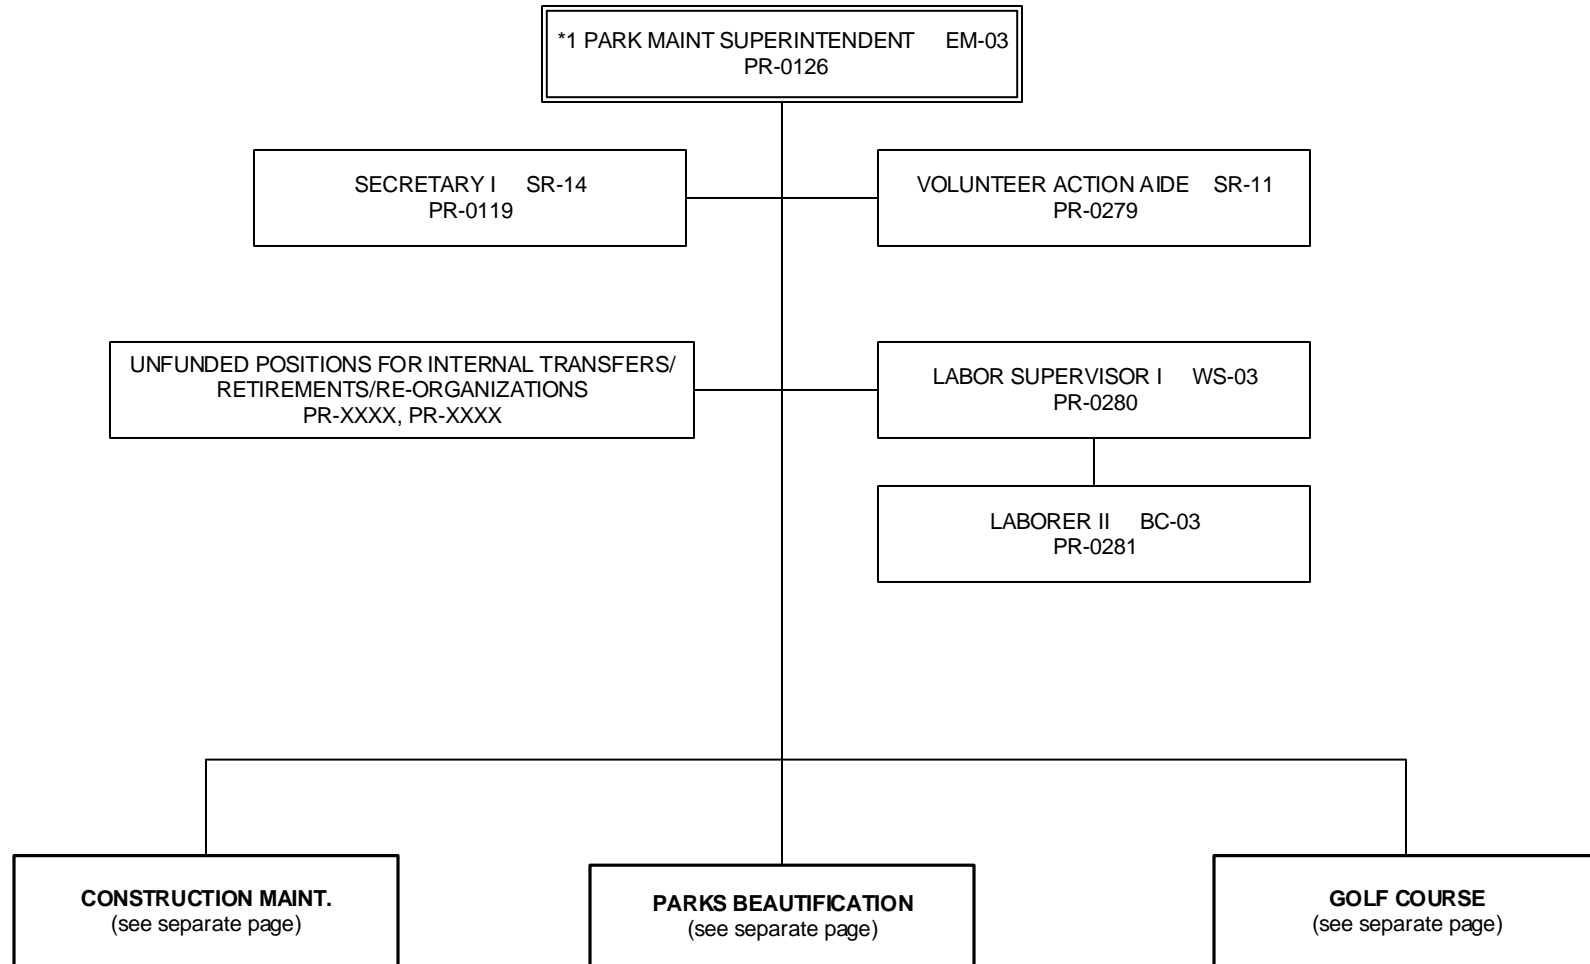 *1 PARK MAINT SUPERINTENDENT EM-03
PR-0126
SECRETARY I SR-14
PR-0119
VOLUNTEER ACTION AIDE SR-11
PR-0279
UNFUNDED POSITIONS FOR INTERNAL TRANSFERS/
RETIREMENTS/RE-ORGANIZATIONS
PR-XXXX, PR-XXXX
LABOR SUPERVISOR I WS-03
PR-0280
LABORER II BC-03
PR-0281
CONSTRUCTION MAINT.
(see separate page)
PARKS BEAUTIFICATION
(see separate page)
GOLF COURSE
(see separate page)